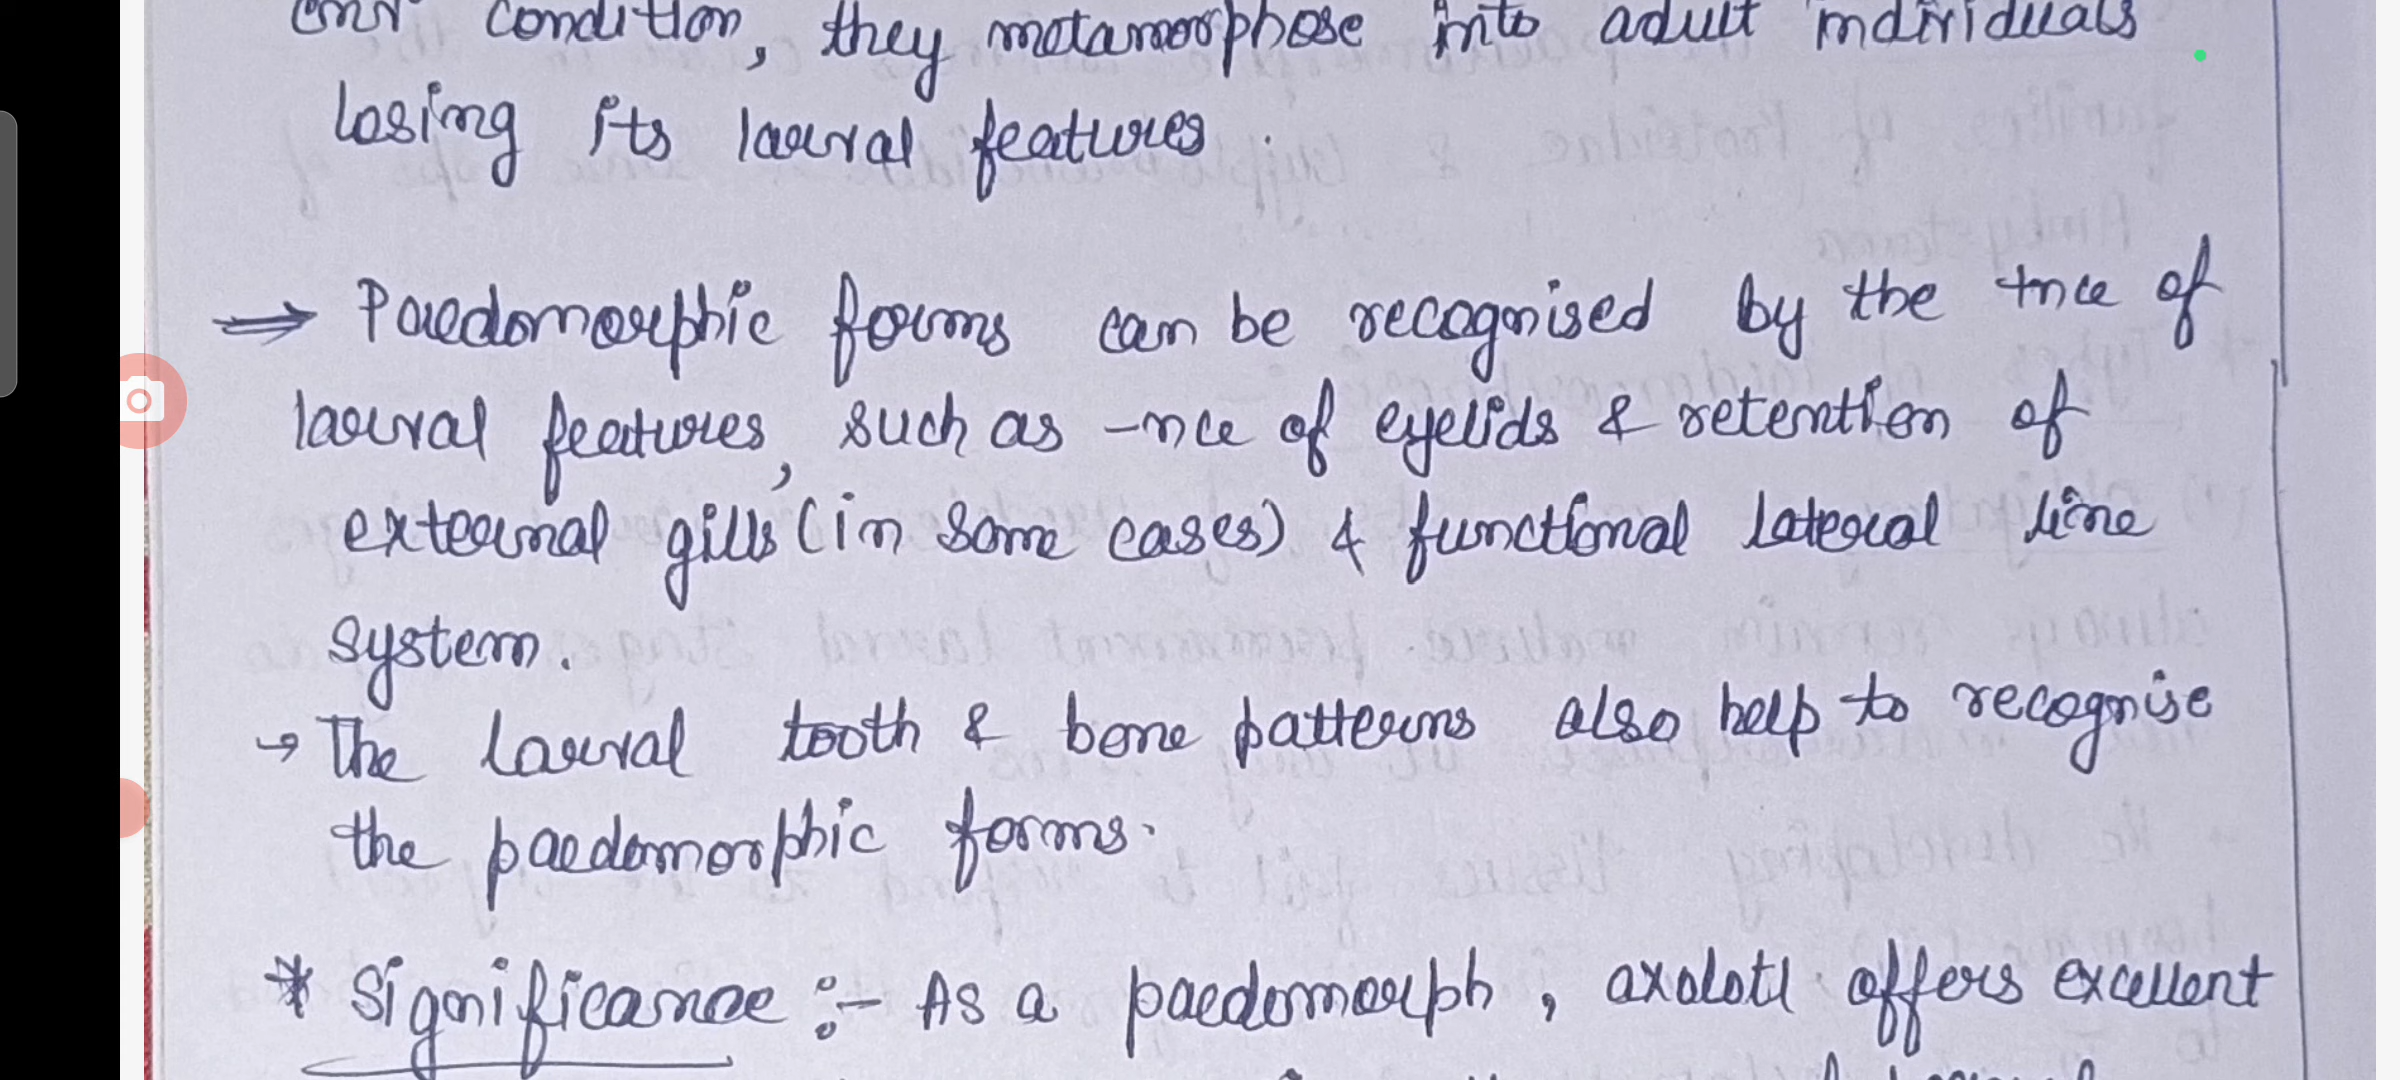 condition, they metamorphose into adult individuals
losing its larval features.
⇒ Paedomorphic forms can be recognised by the +nce of
larval features, such as -nce of eyelids & retention of
external gills (in some cases) & functional lateral line
system.
→ The larval tooth & bone patterns also help to recognise
the paedomorphic forms.
* Significance :- As a paedomorph, axolotl offers excellent